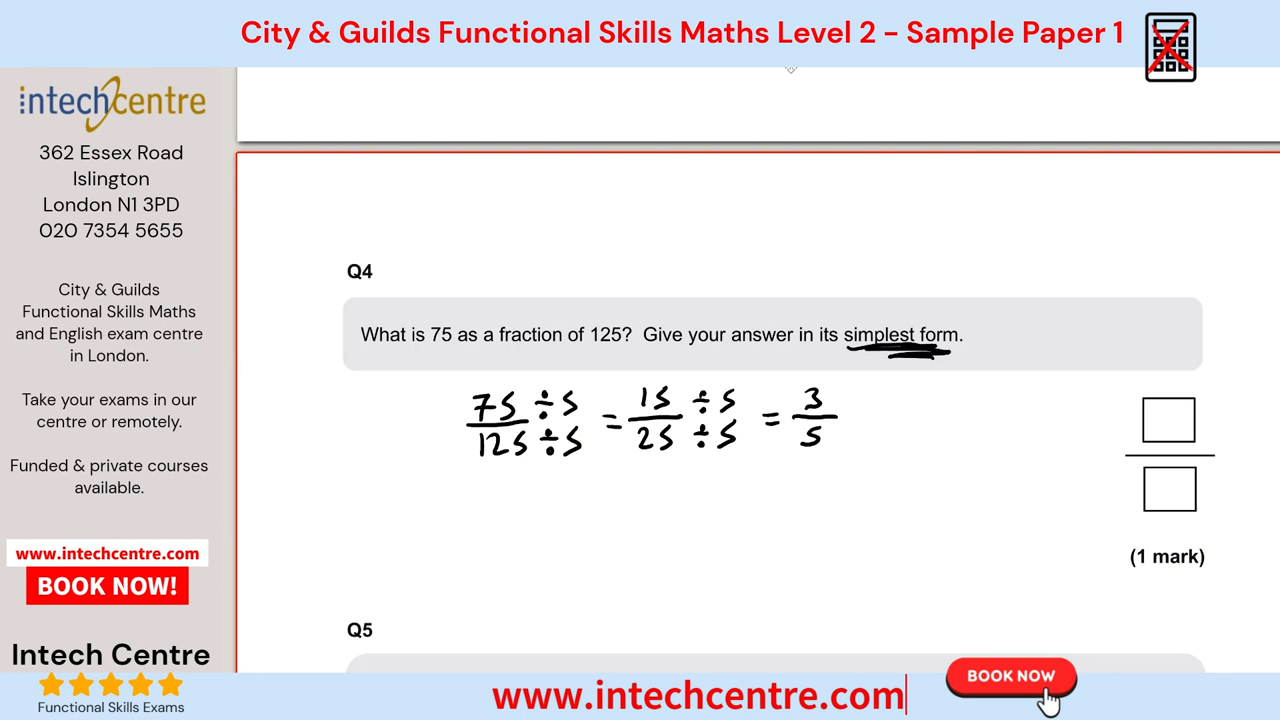 City & Guilds Functional Skills Maths Level 2 - Sample Paper 1
intechcentre
362 Essex Road
Islington
London N1 3PD
020 7354 5655
City & Guilds
Functional Skills Maths
and English exam centre
in London.
Take your exams in our
centre or remotely.
Funded & private courses
available.
www.intechcentre.com
BOOK NOW!
Intech Centre
Functional Skills Exams
Q4
What is 75 as a fraction of 125? Give your answer in its simplest form.
75 ÷ 5 = 15 ÷ 5 = 3
125 ÷ 5 25 ÷ 5 5
(1 mark)
Q5
www.intechcentre.com
BOOK NOW